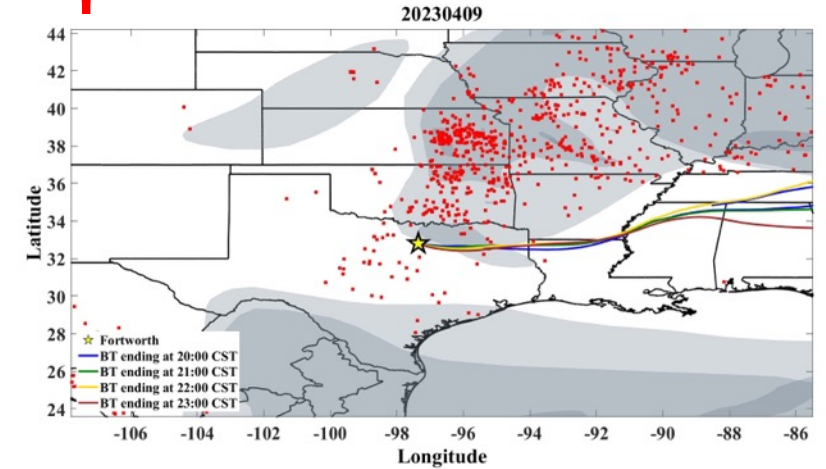 20230409
44
42
40
38
36
34
32
30
28
26
24
Latitude
Fortworth
BT ending at 20:00 CST
BT ending at 21:00 CST
BT ending at 22:00 CST
BT ending at 23:00 CST
-106 -104 -102 -100 -98 -96 -94 -92 -90 -88 -86
Longitude